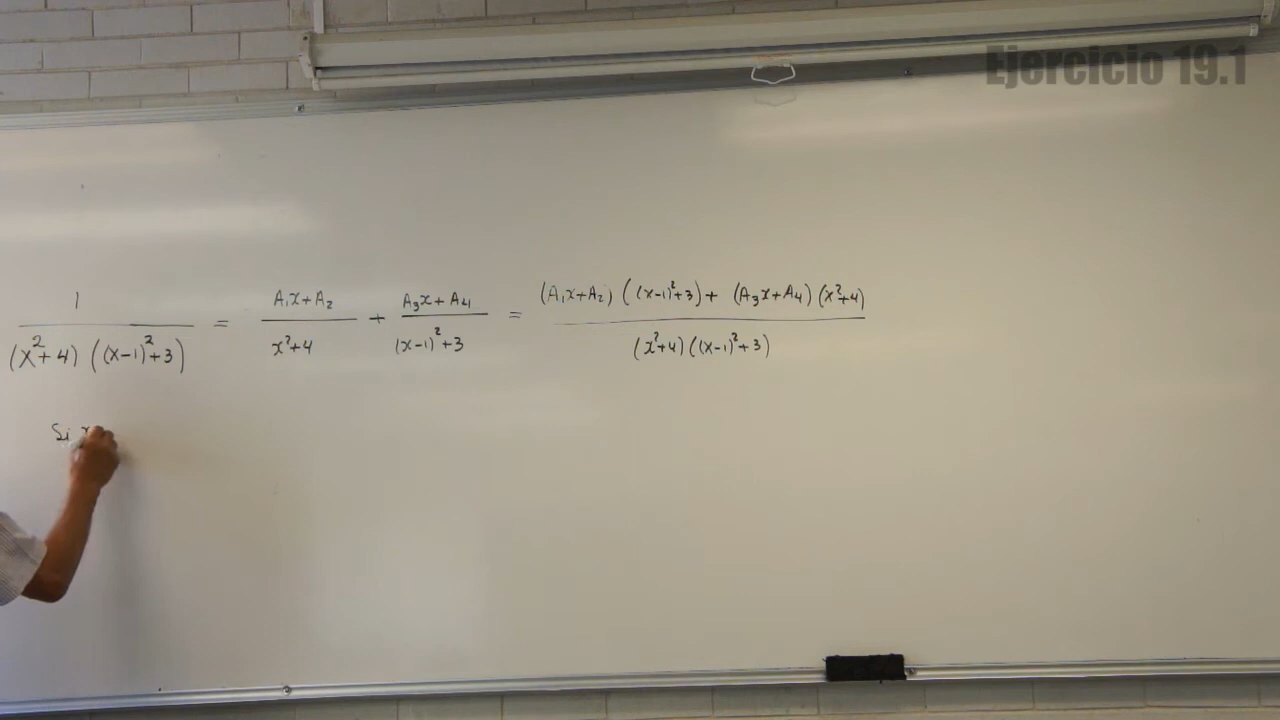 Ejercicio 19.1
1 / (x²+4)((x-1)²+3) = A₁x+A₂ / x²+4 + A₃x+A₄ / (x-1)²+3 = (A₁x+A₂)((x-1)²+3)+(A₃x+A₄)(x²+4) / (x²+4)((x-1)²+3)
Si x